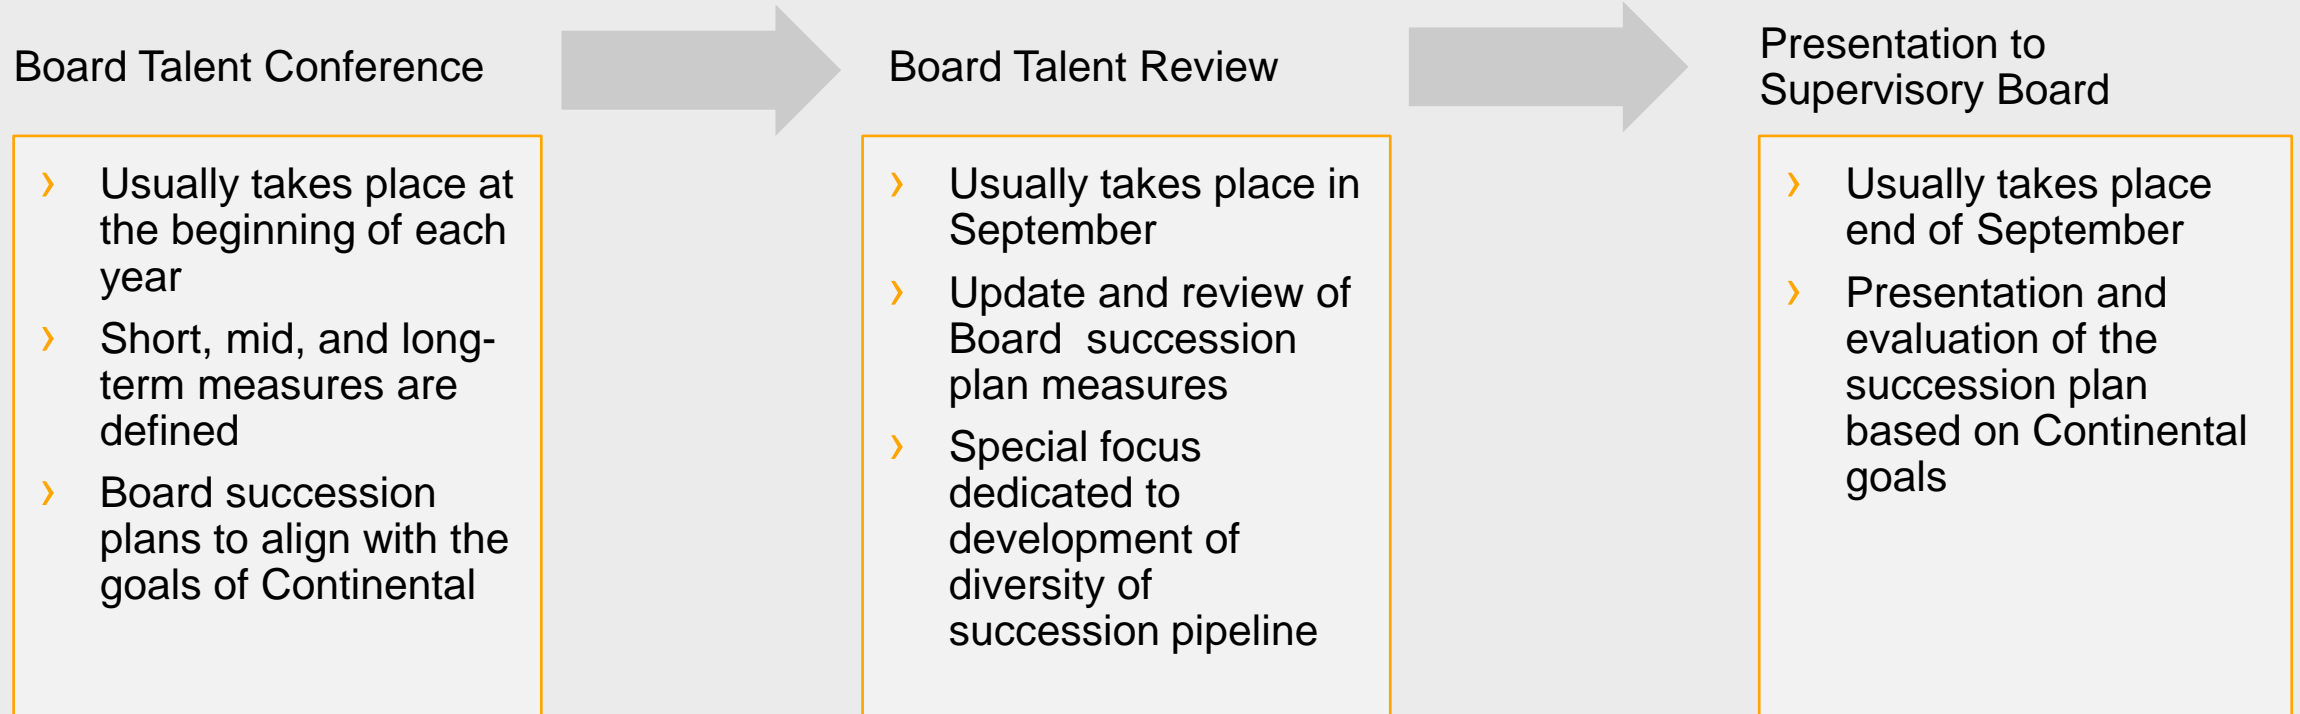 Board Talent Conference
› Usually takes place at
the beginning of each
year
› Short, mid, and long-
term measures are
defined
› Board succession
plans to align with the
goals of Continental
Board Talent Review
› Usually takes place in
September
› Update and review of
Board  succession
plan measures
› Special focus
dedicated to
development of
diversity of
succession pipeline
Presentation to
Supervisory Board
› Usually takes place
end of September
› Presentation and
evaluation of the
succession plan
based on Continental
goals